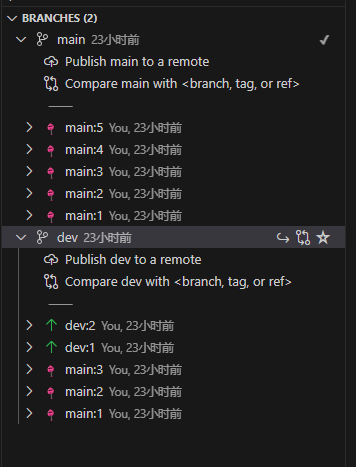 BRANCHES (2)
main 23小时前
Publish main to a remote
Compare main with <branch, tag, or ref>
main:5 You, 23小时前
main:4 You, 23小时前
main:3 You, 23小时前
main:2 You, 23小时前
main:1 You, 23小时前
dev 23小时前
Publish dev to a remote
Compare dev with <branch, tag, or ref>
dev:2 You, 23小时前
dev:1 You, 23小时前
main:3 You, 23小时前
main:2 You, 23小时前
main:1 You, 23小时前